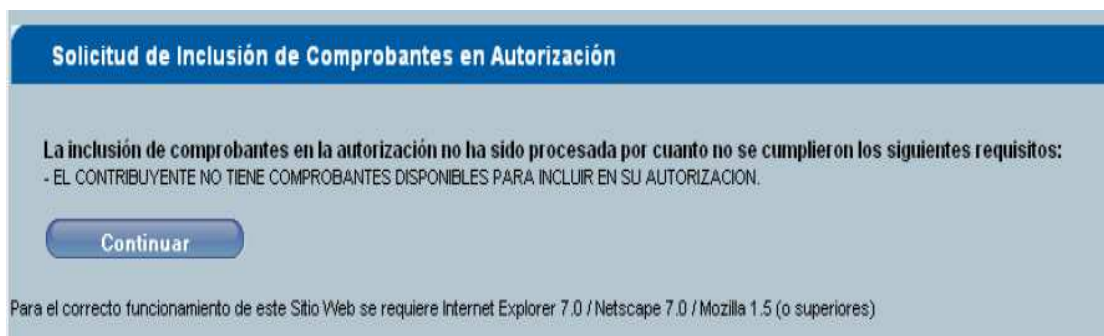 Solicitud de Inclusión de Comprobantes en Autorización
La inclusión de comprobantes en la autorización no ha sido procesada por cuanto no se cumplieron los siguientes requisitos:
- EL CONTRIBUYENTE NO TIENE COMPROBANTES DISPONIBLES PARA INCLUIR EN SU AUTORIZACION.
Continuar
Para el correcto funcionamiento de este Sitio Web se requiere Internet Explorer 7.0 / Netscape 7.0 / Mozilla 1.5 (o superiores)